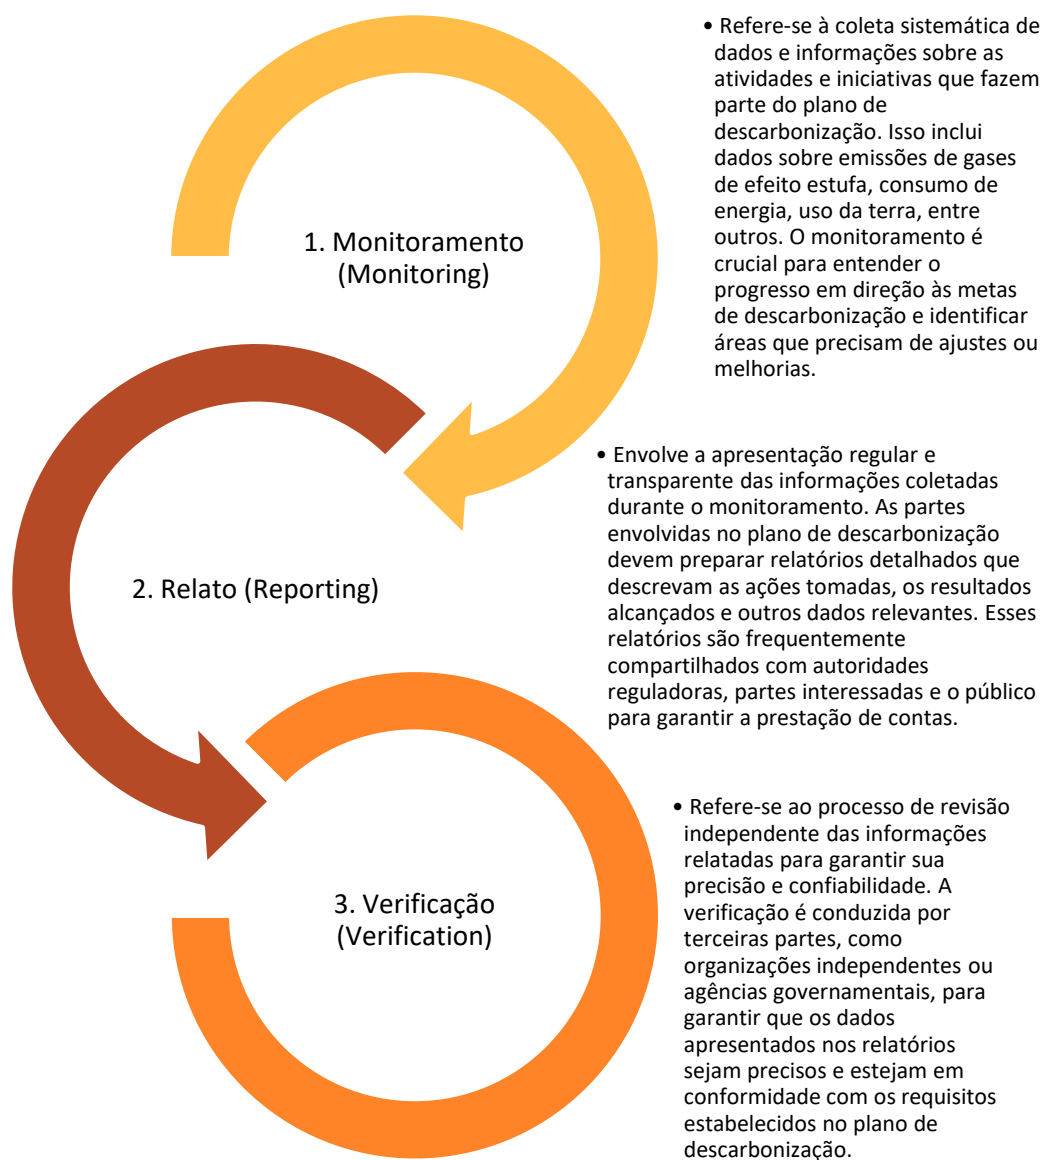 • Refere-se à coleta sistemática de
dados e informações sobre as
atividades e iniciativas que fazem
parte do plano de
descarbonização. Isso inclui
dados sobre emissões de gases
de efeito estufa, consumo de
energia, uso da terra, entre
outros. O monitoramento é
crucial para entender o
progresso em direção às metas
de descarbonização e identificar
áreas que precisam de ajustes ou
melhorias.
1. Monitoramento
(Monitoring)
• Envolve a apresentação regular e
transparente das informações coletadas
durante o monitoramento. As partes
envolvidas no plano de descarbonização
devem preparar relatórios detalhados que
descrevam as ações tomadas, os resultados
alcançados e outros dados relevantes. Esses
relatórios são frequentemente
compartilhados com autoridades
reguladoras, partes interessadas e o público
para garantir a prestação de contas.
2. Relato (Reporting)
• Refere-se ao processo de revisão
independente das informações
relatadas para garantir sua
precisão e confiabilidade. A
verificação é conduzida por
terceiras partes, como
organizações independentes ou
agências governamentais, para
garantir que os dados
apresentados nos relatórios
sejam precisos e estejam em
conformidade com os requisitos
estabelecidos no plano de
descarbonização.
3. Verificação
(Verification)